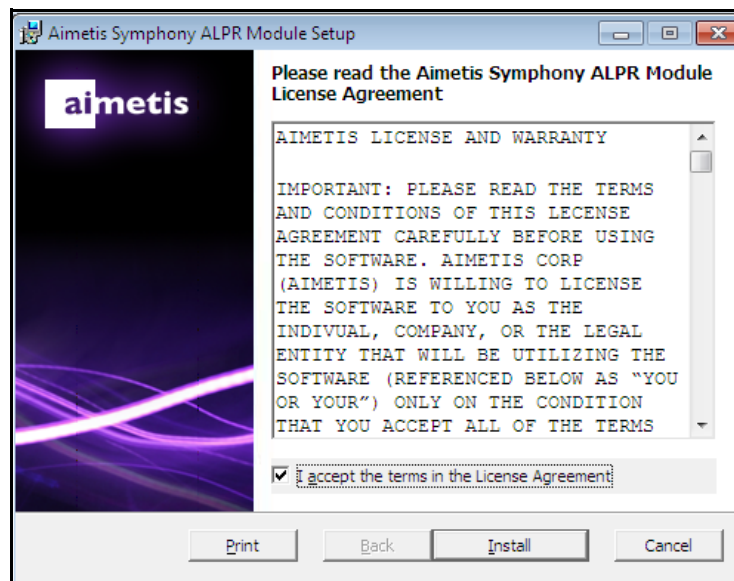 Aimetis Symphony ALPR Module Setup
aimetis
Please read the Aimetis Symphony ALPR Module
License Agreement
AIMETIS LICENSE AND WARRANTY
IMPORTANT: PLEASE READ THE TERMS
AND CONDITIONS OF THIS LECENSE
AGREEMENT CAREFULLY BEFORE USING
THE SOFTWARE. AIMETIS CORP
(AIMETIS) IS WILLING TO LICENSE
THE SOFTWARE TO YOU AS THE
INDIVUAL, COMPANY, OR THE LEGAL
ENTITY THAT WILL BE UTILIZING THE
SOFTWARE (REFERENCED BELOW AS “YOU
OR YOUR”) ONLY ON THE CONDITION
THAT YOU ACCEPT ALL OF THE TERMS
I accept the terms in the License Agreement
Print Back Install Cancel